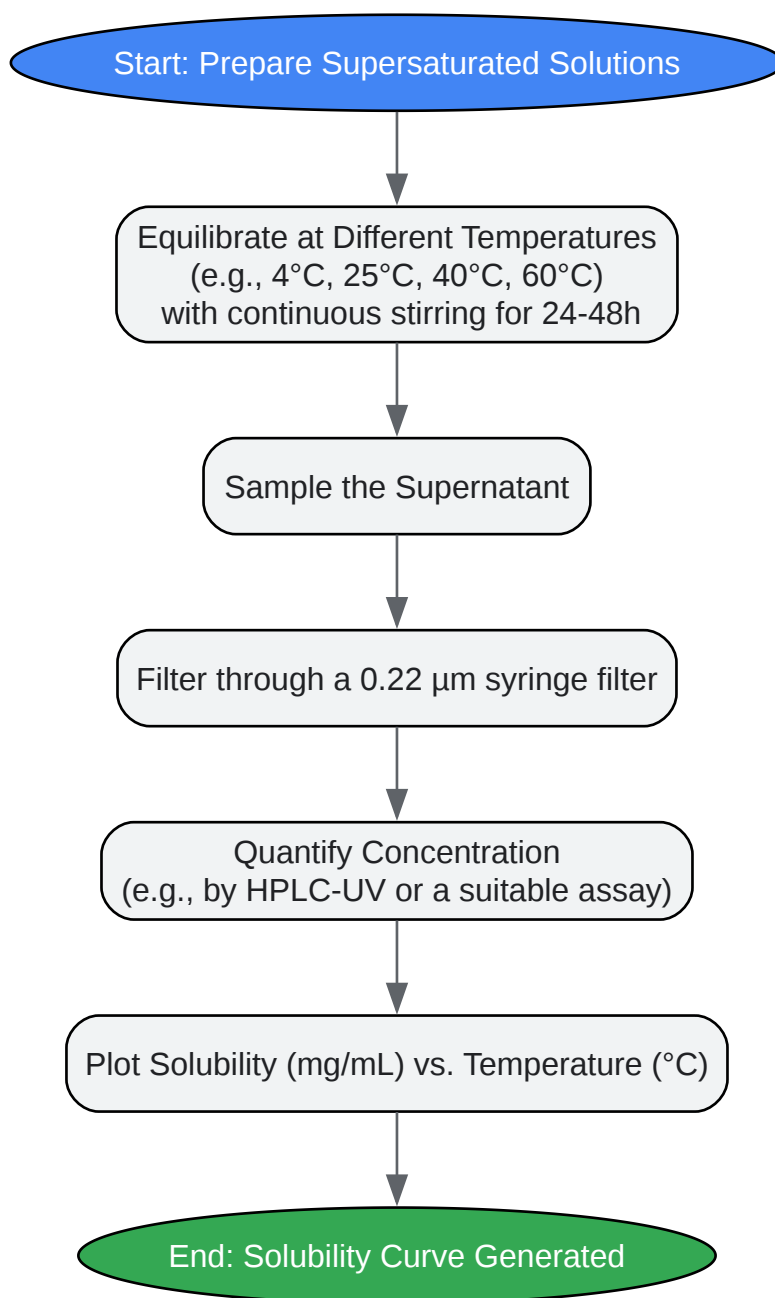 Start: Prepare Supersaturated Solutions
Equilibrate at Different Temperatures
(e.g., 4°C, 25°C, 40°C, 60°C)
with continuous stirring for 24-48h
Sample the Supernatant
Filter through a 0.22 µm syringe filter
Quantify Concentration
(e.g., by HPLC-UV or a suitable assay)
Plot Solubility (mg/mL) vs. Temperature (°C)
End: Solubility Curve Generated